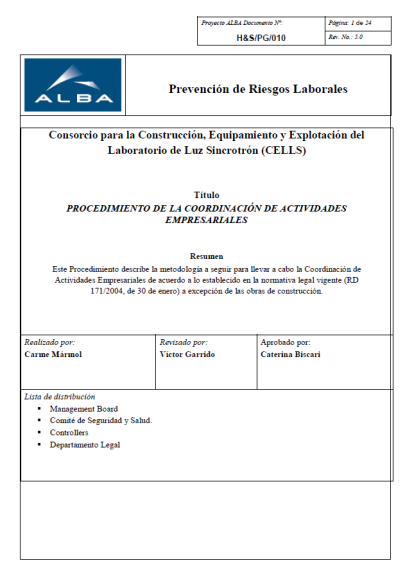 Proyecto ALBA Documento Nº:
Página: 1 de 24
H&S/PG/010
Rev. No.: 5.0
ALBA
Prevención de Riesgos Laborales
Consorcio para la Construcción, Equipamiento y Explotación del
Laboratorio de Luz Sincrotrón (CELLS)
Título
PROCEDIMIENTO DE LA COORDINACIÓN DE ACTIVIDADES
EMPRESARIALES
Resumen
Este Procedimiento describe la metodología a seguir para llevar a cabo la Coordinación de
Actividades Empresariales de acuerdo a lo establecido en la normativa legal vigente (RD
171/2004, de 30 de enero) a excepción de las obras de construcción.
Realizado por:
Carme Mármol
Revisado por:
Víctor Garrido
Aprobado por:
Caterina Biscari
Lista de distribución
▪ Management Board
▪ Comité de Seguridad y Salud.
▪ Controllers
▪ Departamento Legal